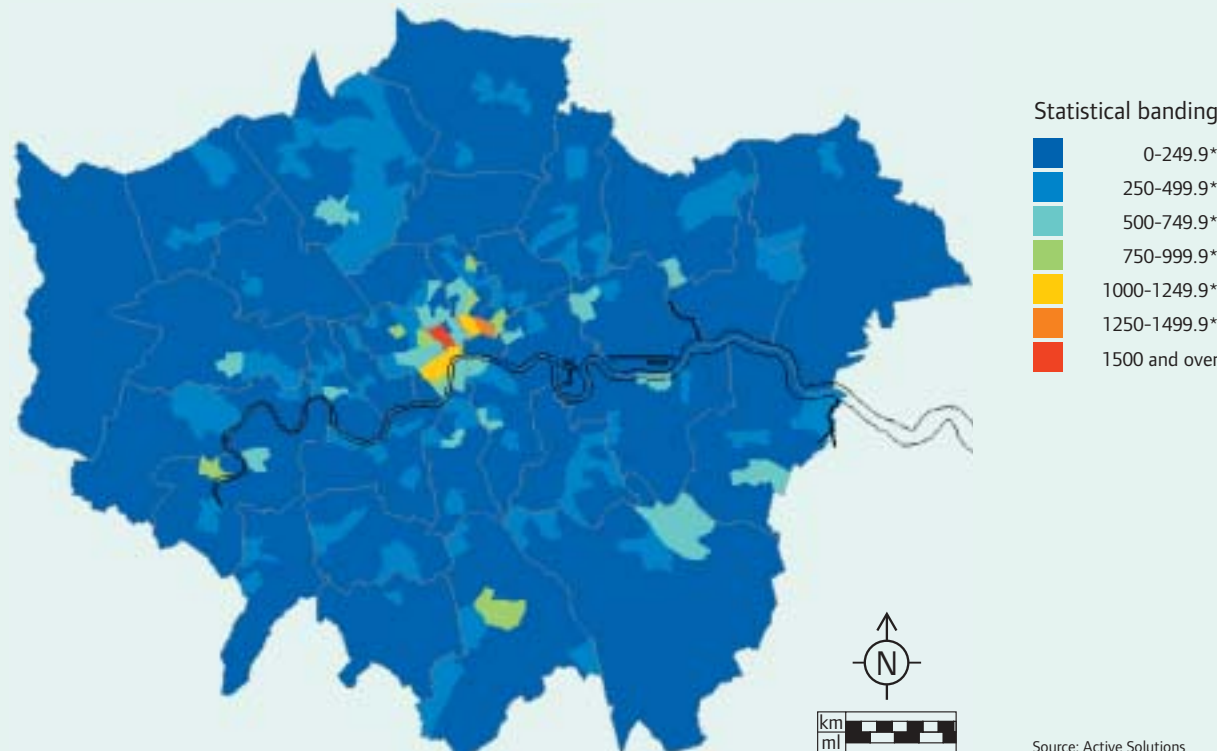 Statistical banding
0-249.9*
250-499.9*
500-749.9*
750-999.9*
1000-1249.9*
1250-1499.9*
1500 and over
N
km
ml
Source: Active Solutions